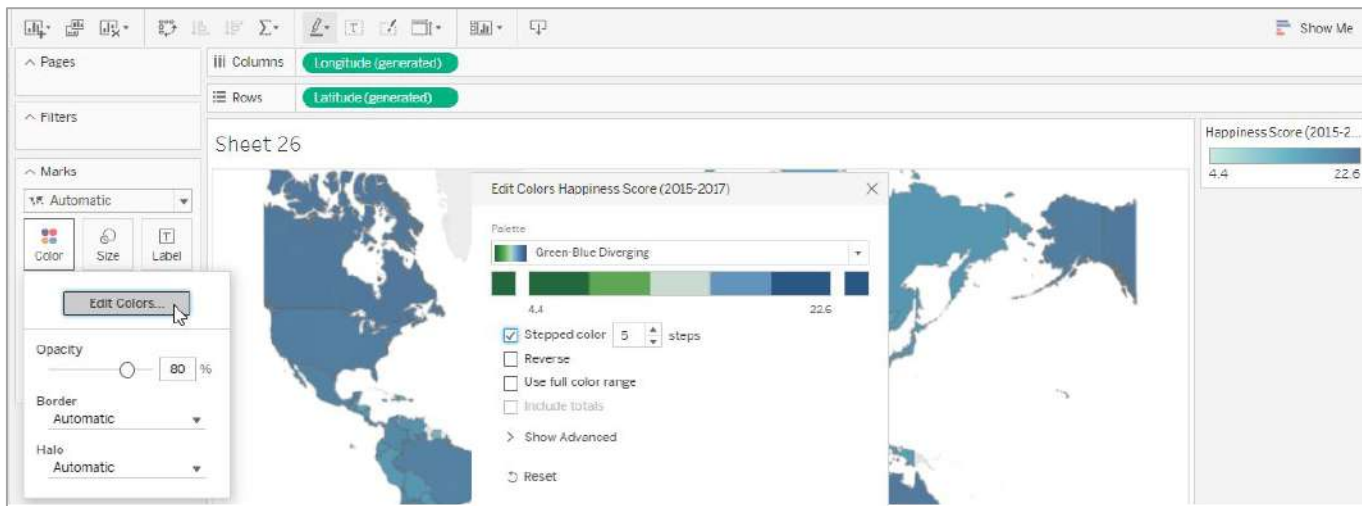 Show Me
Pages
Columns
Longitude (generated)
Rows
Latitude (generated)
Filters
Sheet 26
Happiness Score (2015-2...
4.4 22.6
Marks
Automatic
Color Size Label
Edit Colors...
Opacity
80 %
Border
Automatic
Halo
Automatic
Edit Colors Happiness Score (2015-2017)
Palette
Green-Blue Diverging
4.4 22.6
Stepped color 5 steps
Reverse
Use full color range
Include totals
Show Advanced
Reset